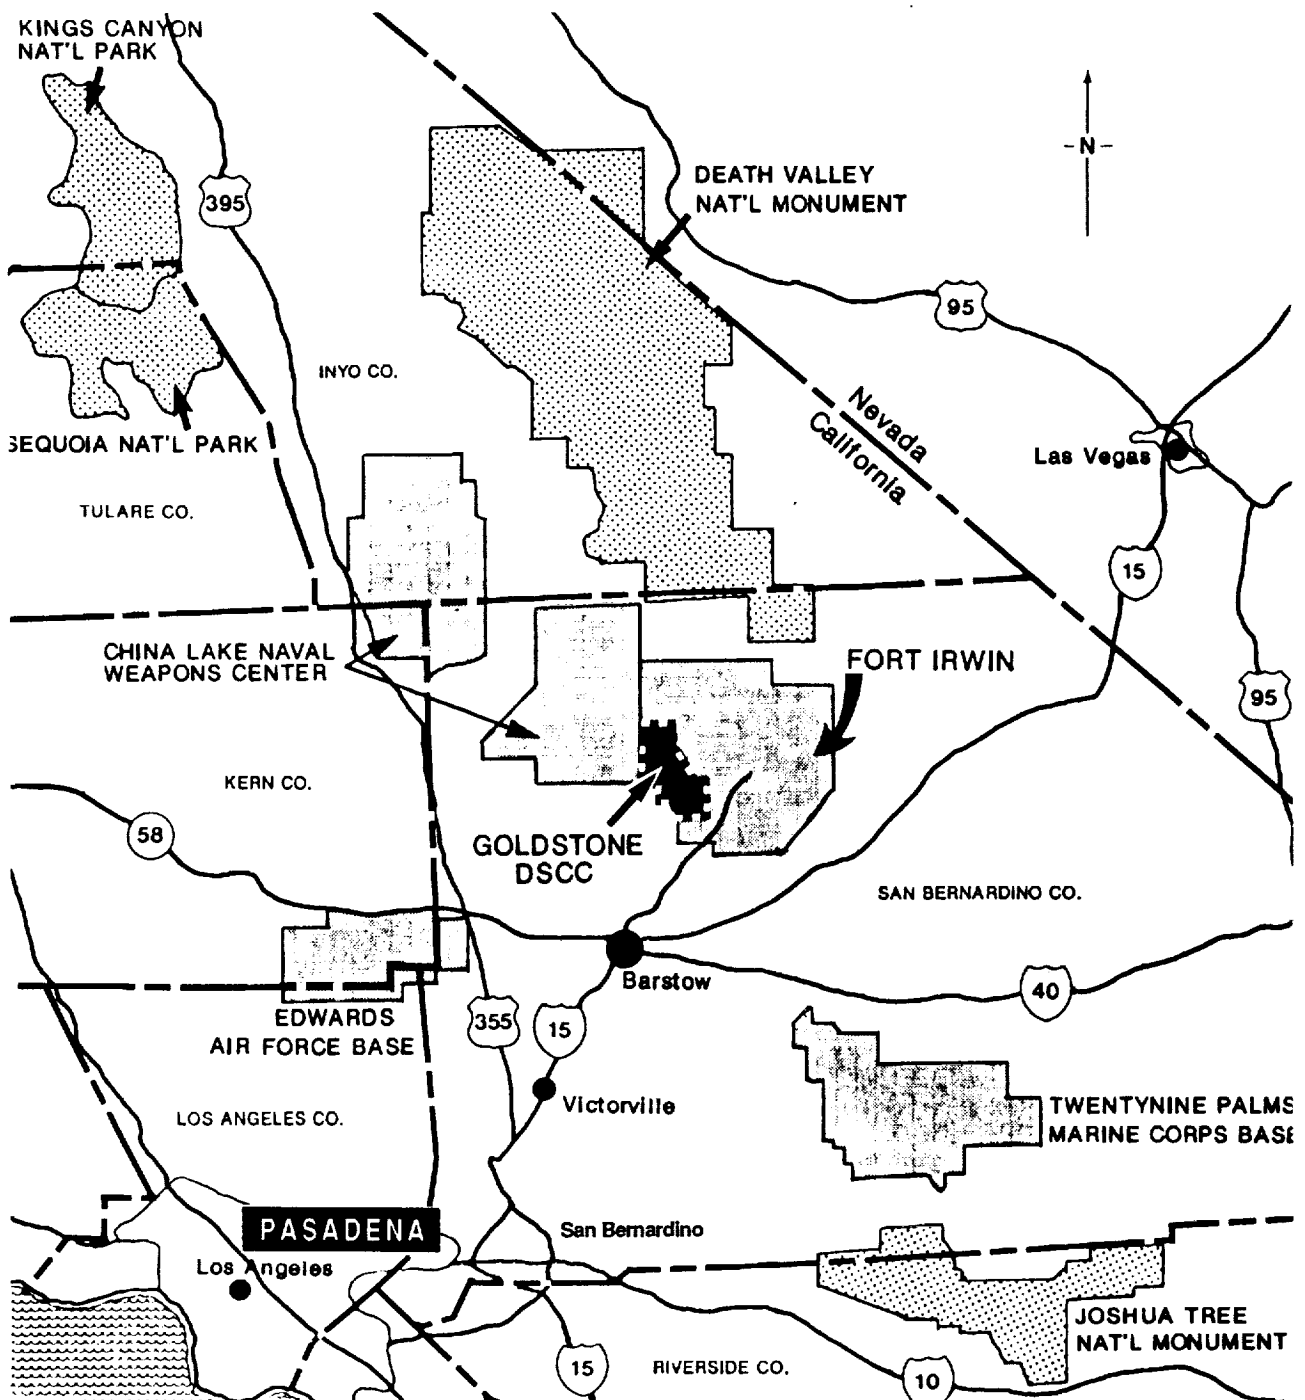 KINGS CANYON
NAT'L PARK
N
DEATH VALLEY
NAT'L MONUMENT
395
95
INYO CO.
Nevada
California
Las Vegas
SEQUOIA NAT'L PARK
TULARE CO.
15
CHINA LAKE NAVAL
WEAPONS CENTER
FORT IRWIN
95
KERN CO.
58
GOLDSTONE
DSCC
SAN BERNARDINO CO.
Barstow
40
EDWARDS
AIR FORCE BASE
355
15
Victorville
LOS ANGELES CO.
TWENTYNINE PALMS
MARINE CORPS BASE
PASADENA
San Bernardino
Los Angeles
JOSHUA TREE
NAT'L MONUMENT
15
RIVERSIDE CO.
10